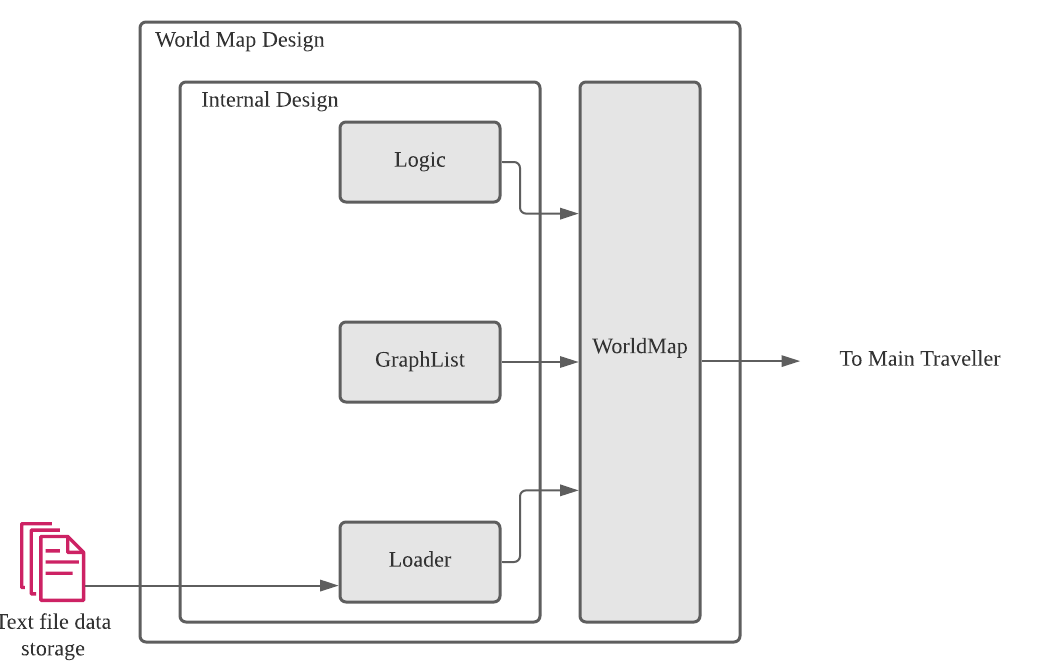 World Map Design
Internal Design
Logic
GraphList
WorldMap
To Main Traveller
Loader
Text file data
storage